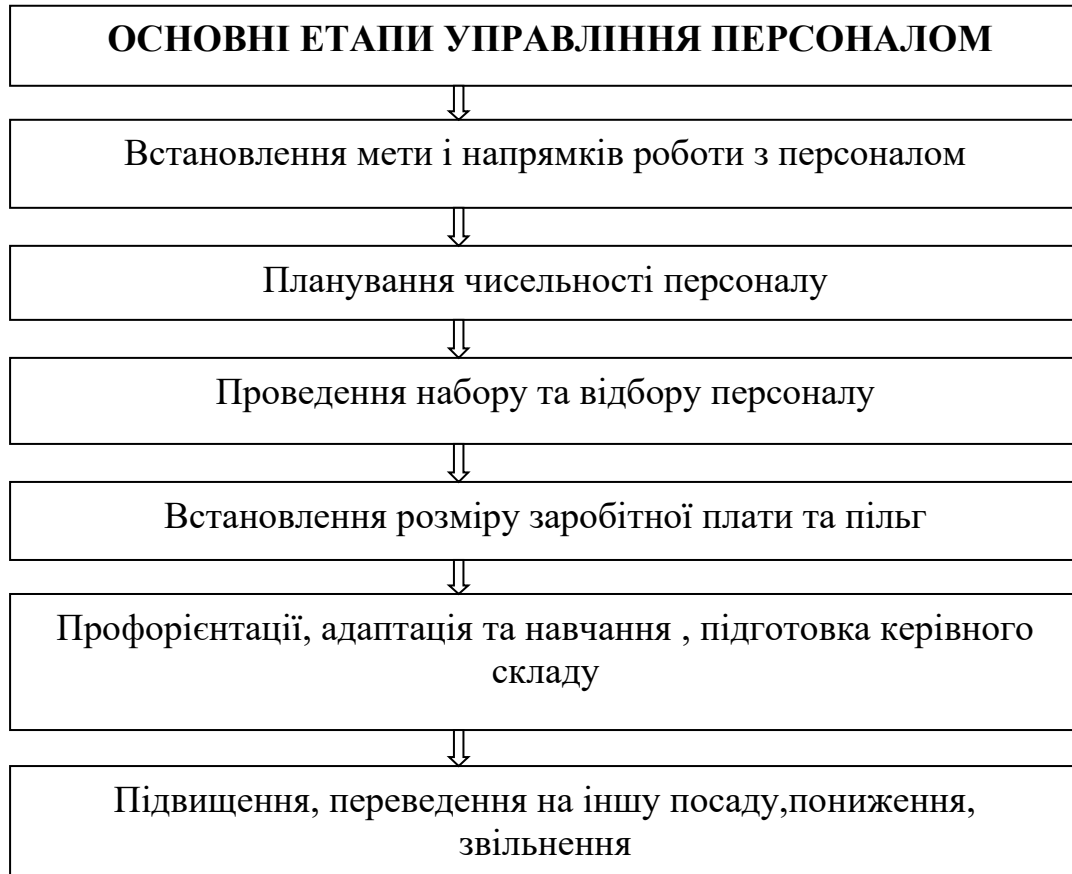 ОСНОВНІ ЕТАПИ УПРАВЛІННЯ ПЕРСОНАЛОМ
Встановлення мети і напрямків роботи з персоналом
Планування чисельності персоналу
Проведення набору та відбору персоналу
Встановлення розміру заробітної плати та пільг
Профорієнтації, адаптація та навчання , підготовка керівного
складу
Підвищення, переведення на іншу посаду,пониження,
звільнення